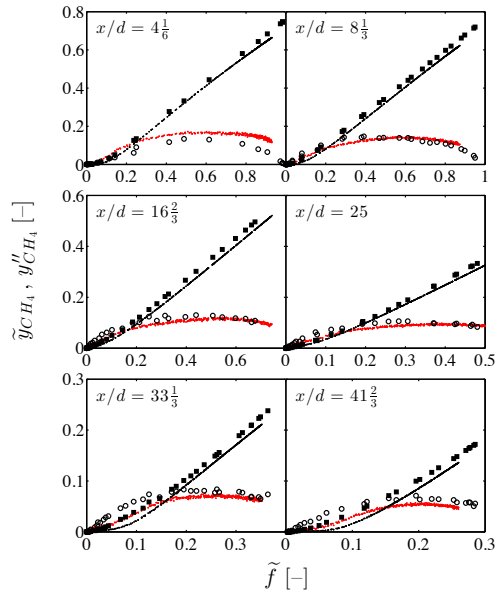 0.8
0.6
0.4
0.2
0
x/d = 4 1/6
x/d = 8 1/3
0 0.2 0.4 0.6 0.8
0 0.2 0.4 0.6 0.8 1
0.6
0.4
0.2
0
x/d = 16 2/3
x/d = 25
0 0.2 0.4 0.6
0 0.1 0.2 0.3 0.4 0.5
0.3
0.2
0.1
0
x/d = 33 1/3
x/d = 41 2/3
0 0.1 0.2 0.3
0 0.1 0.2 0.3
ỹ_{CH_4}, y''_{CH_4} [–]
f̃ [–]